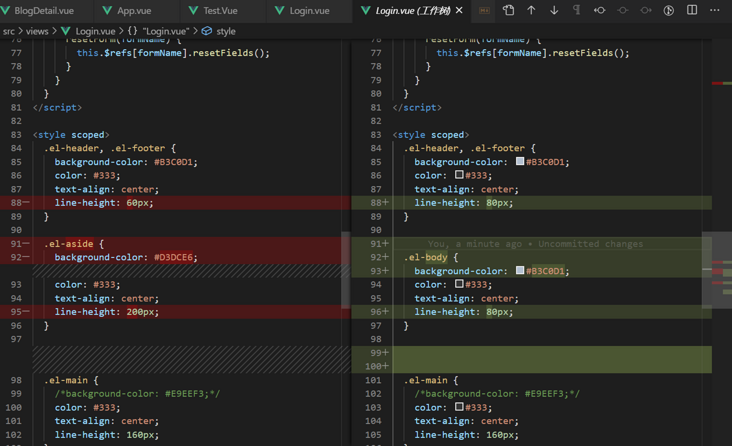 BlogDetail.vue App.vue Test.Vue Login.vue Login.vue (工作树)
src > views > Login.vue > {} "Login.vue" > style
76 resetForm(formName) {
77 this.$refs[formName].resetFields();
78 }
79 }
80 }
81 </script>
82
83 <style scoped>
84 .el-header, .el-footer {
85 background-color: #B3C0D1;
86 color: #333;
87 text-align: center;
88− line-height: 60px;
89 }
90
91− .el-aside {
92− background-color: #D3DCE6;
93 color: #333;
94 text-align: center;
95− line-height: 200px;
96 }
97
98 .el-main {
99 /*background-color: #E9EEF3;*/
100 color: #333;
101 text-align: center;
102 line-height: 160px;
76 resetForm(formName) {
77 this.$refs[formName].resetFields();
78 }
79 }
80 }
81 </script>
82
83 <style scoped>
84 .el-header, .el-footer {
85 background-color: #B3C0D1;
86 color: #333;
87 text-align: center;
88+ line-height: 80px;
89 }
90
91+ You, a minute ago • Uncommitted changes
92+ .el-body {
93+ background-color: #B3C0D1;
94 color: #333;
95 text-align: center;
96+ line-height: 80px;
97 }
98
99+
100+
101 .el-main {
102 /*background-color: #E9EEF3;*/
103 color: #333;
104 text-align: center;
105 line-height: 160px;